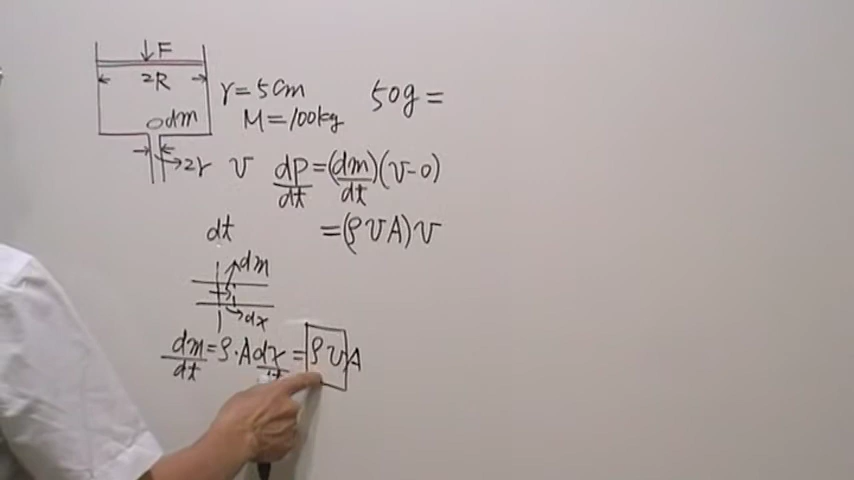 F
2R
dm
2r
r=5cm
M=100kg
50g=
v
dp/dt=(dm/dt)(v-0)
=(ρvA)v
dt
dm
dx
dm/dt=ρ·Adx/dt=ρvA